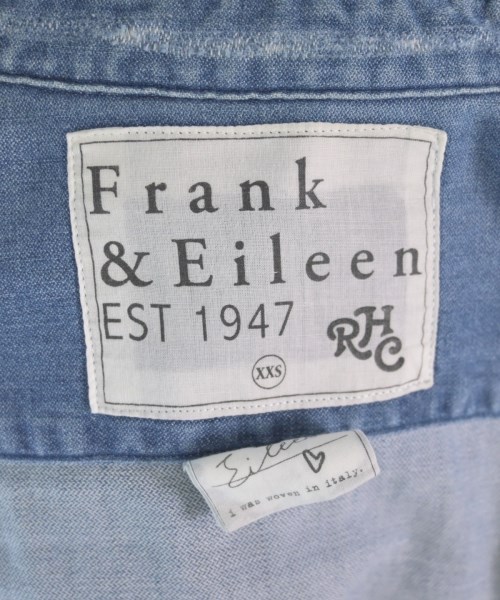 Frank
& Eileen
EST 1947
RHC
XXS
Eileen
i was woven in italy.